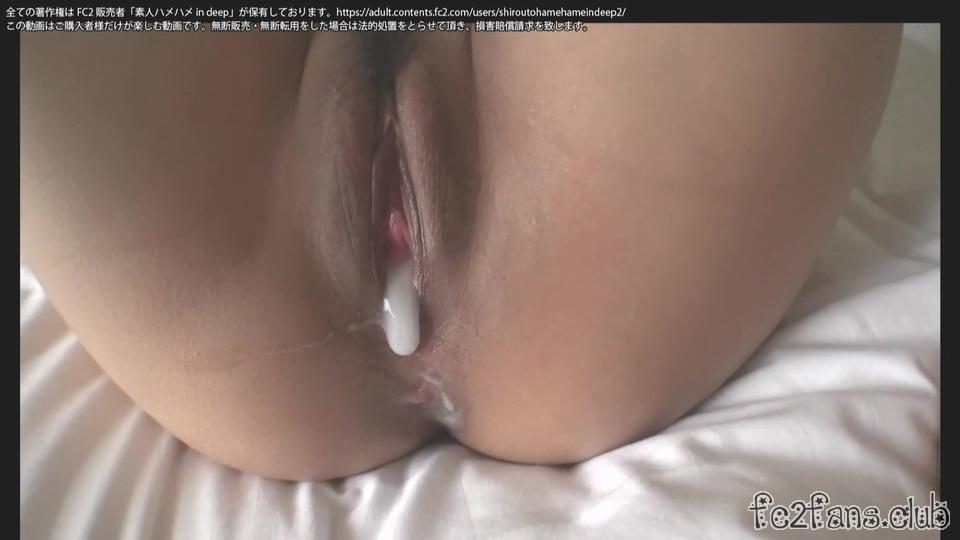 全ての著作権は FC2 販売者「素人ハメハメ in deep」が保有しております。https://adult.contents.fc2.com/users/shiroutohamehameindeep2/
この動画はご購入者様だけが楽しむ動画です。無断販売・無断転用をした場合は法的処置をとらせて頂き、損害賠償請求を致します。
fc2fans.club